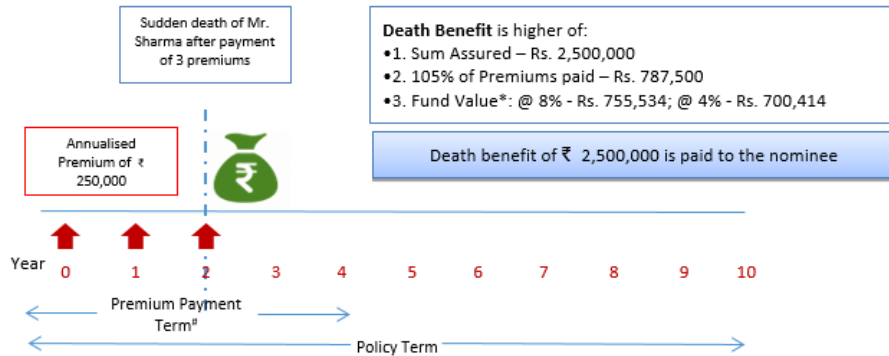 Sudden death of Mr.
Sharma after payment
of 3 premiums
Death Benefit is higher of:
•1. Sum Assured – Rs. 2,500,000
•2. 105% of Premiums paid – Rs. 787,500
•3. Fund Value*: @ 8% - Rs. 755,534; @ 4% - Rs. 700,414
Annualised
Premium of ₹
250,000
Death benefit of ₹ 2,500,000 is paid to the nominee
₹
Year 0 1 2 3 4 5 6 7 8 9 10
Premium Payment
Term#
Policy Term